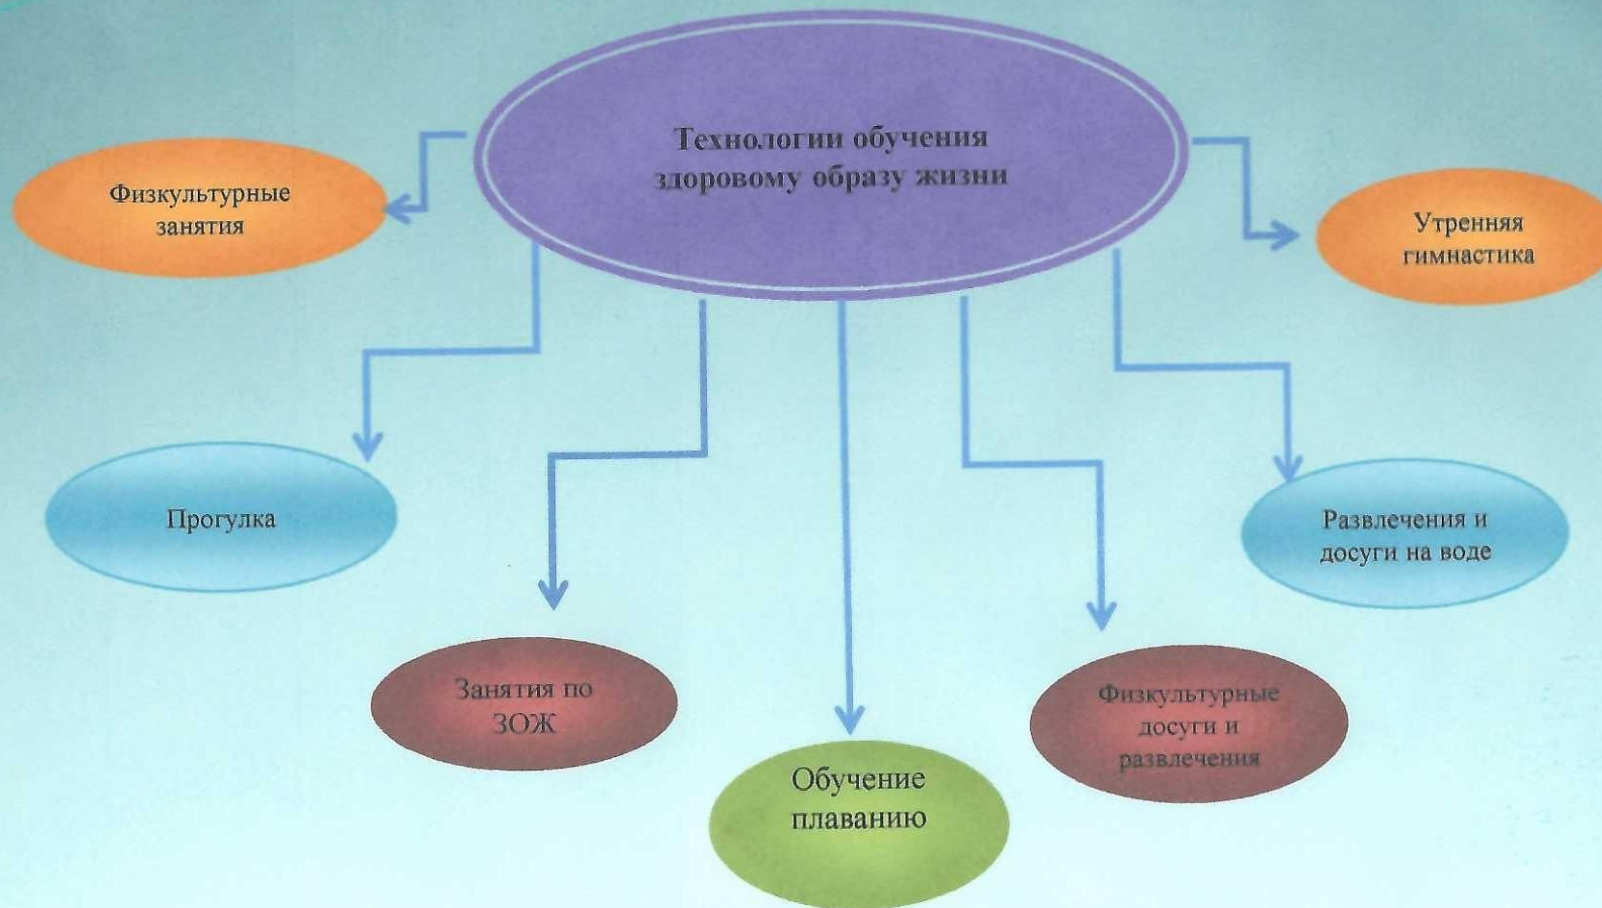 Технологии обучения
здоровому образу жизни
Физкультурные
занятия
Утренняя
гимнастика
Прогулка
Развлечения и
досуги на воде
Занятия по
ЗОЖ
Физкультурные
досуги и
развлечения
Обучение
плаванию